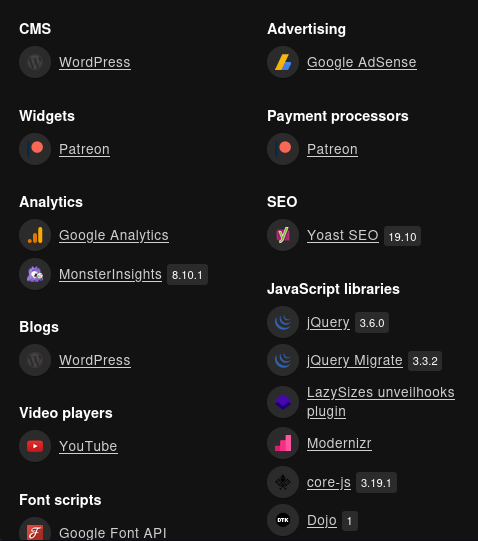 CMS
WordPress
Widgets
Patreon
Analytics
Google Analytics
MonsterInsights 8.10.1
Blogs
WordPress
Video players
YouTube
Font scripts
Google Font API
Advertising
Google AdSense
Payment processors
Patreon
SEO
Yoast SEO 19.10
JavaScript libraries
jQuery 3.6.0
jQuery Migrate 3.3.2
LazySizes unveilhooks
plugin
Modernizr
core-js 3.19.1
DTK Dojo 1